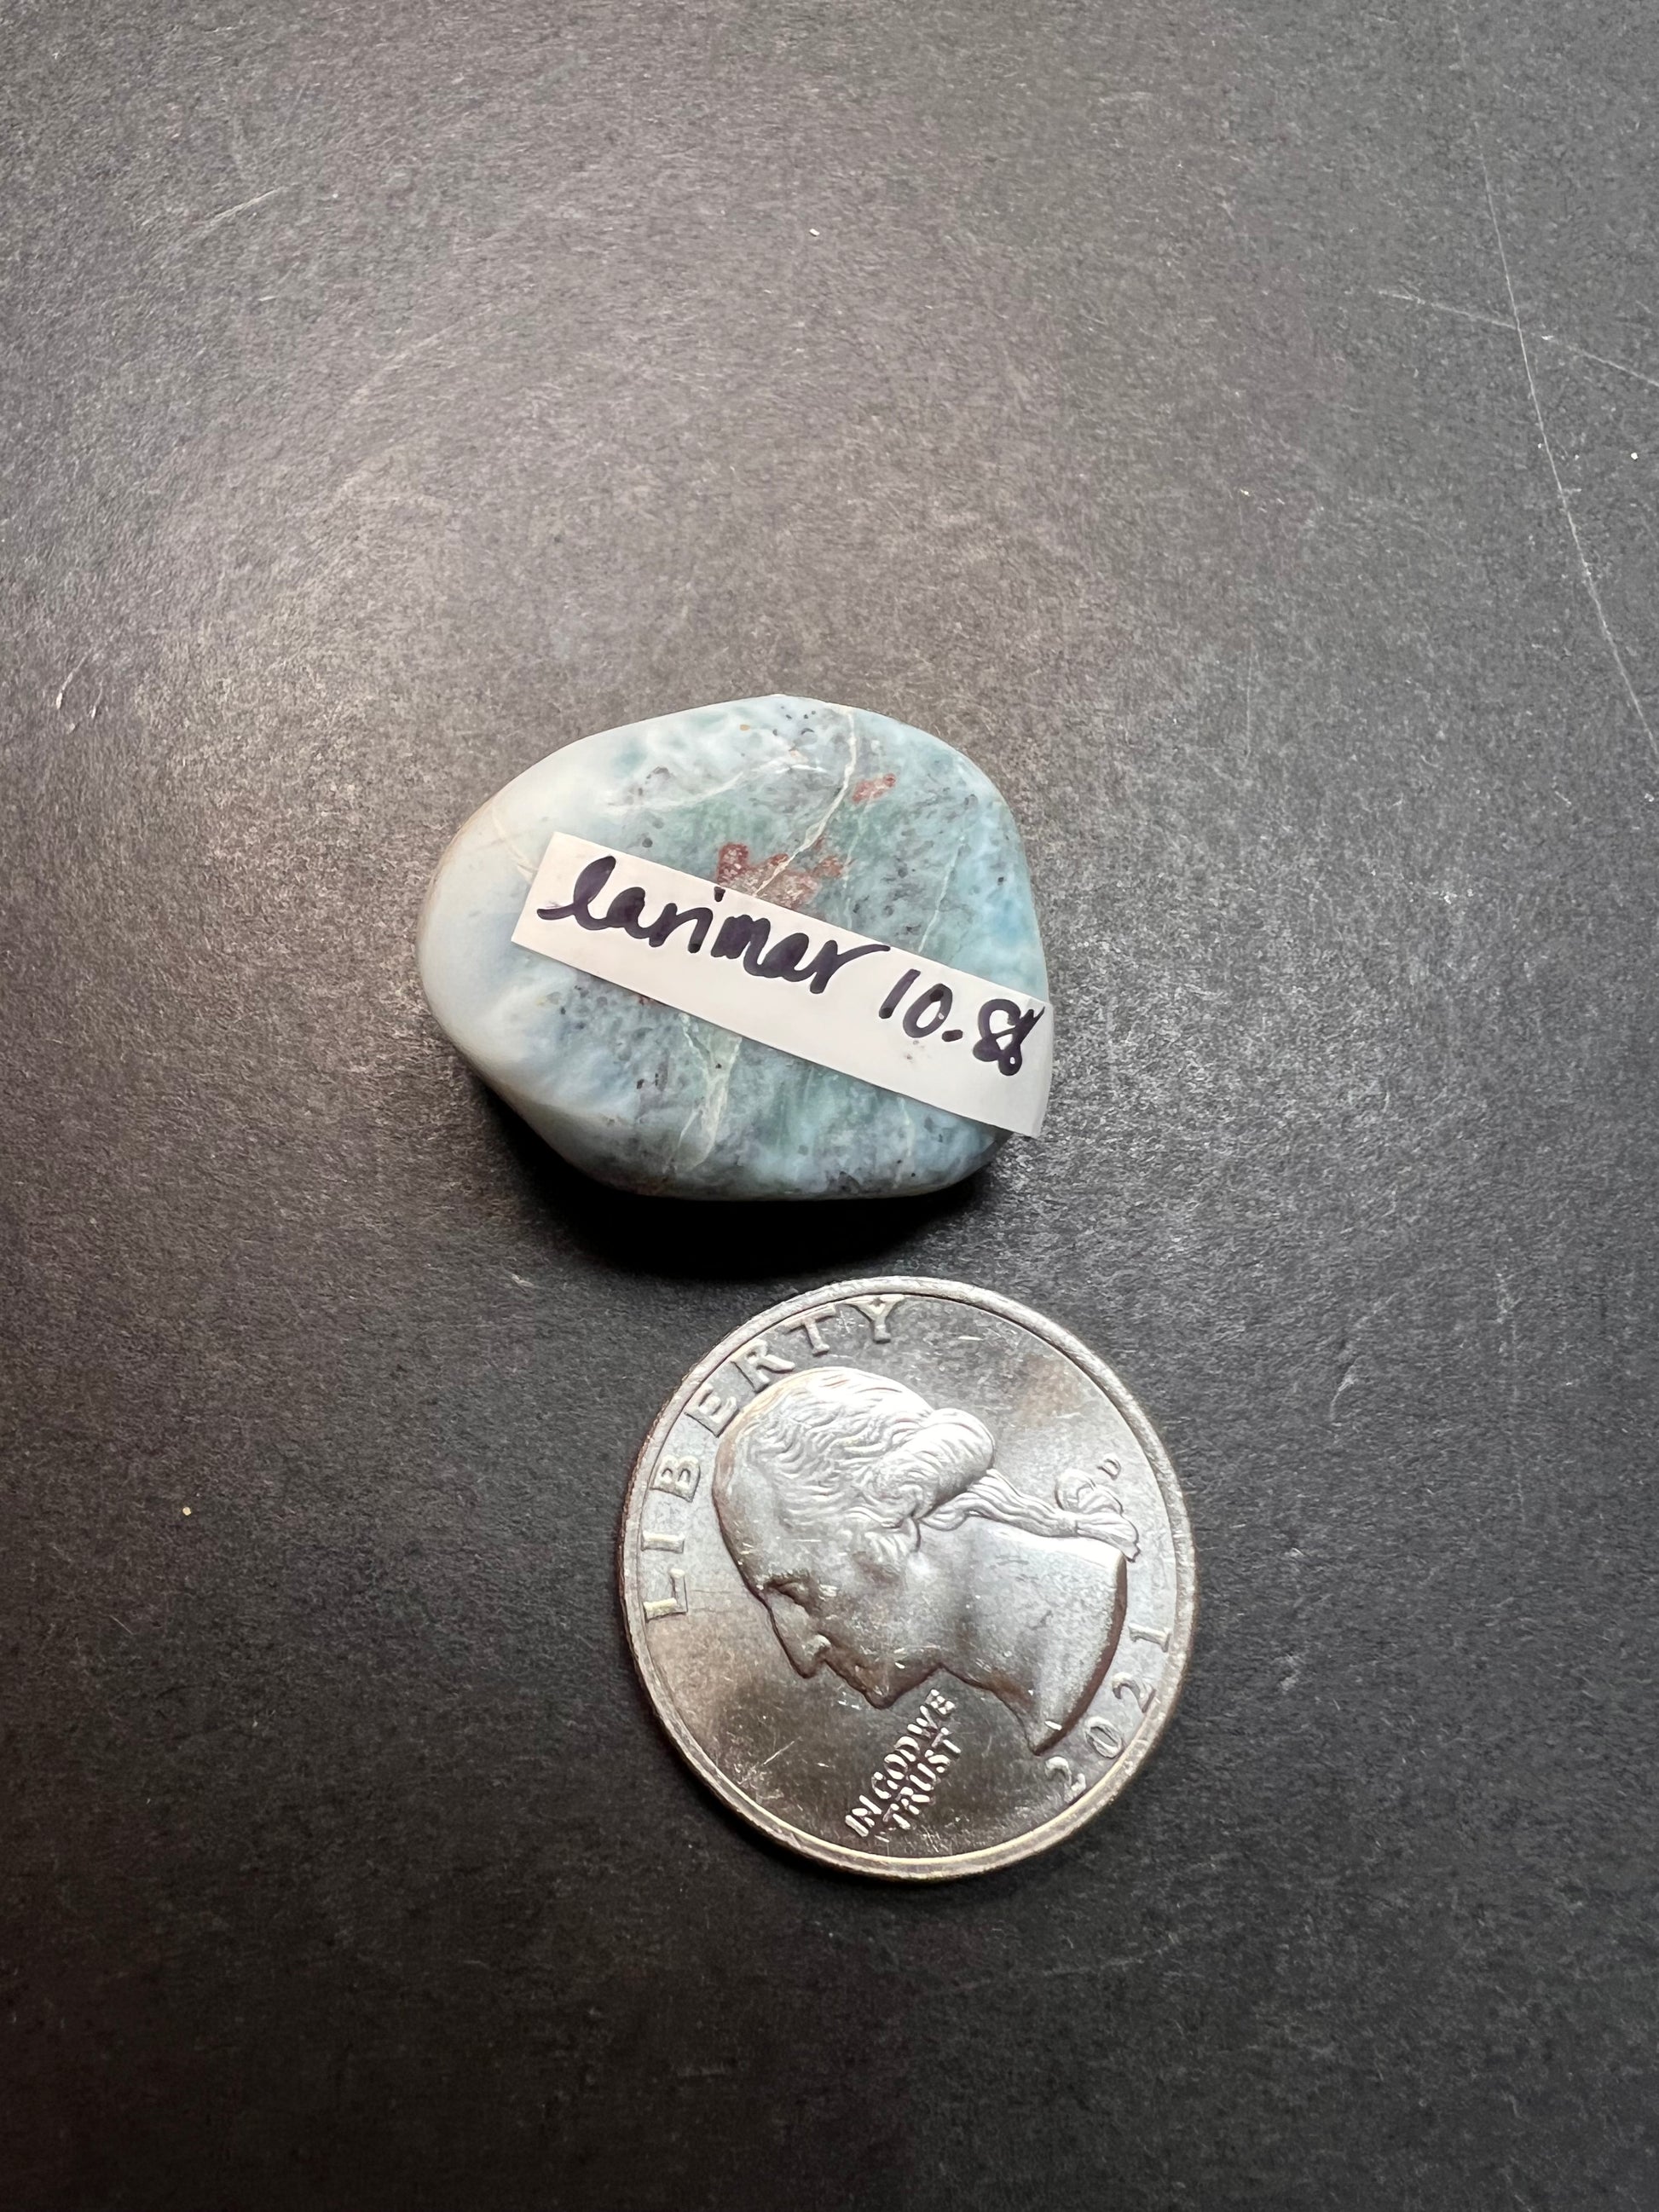 larimar 10.8
LIBERTY
D
IN GOD WE
TRUST
2021